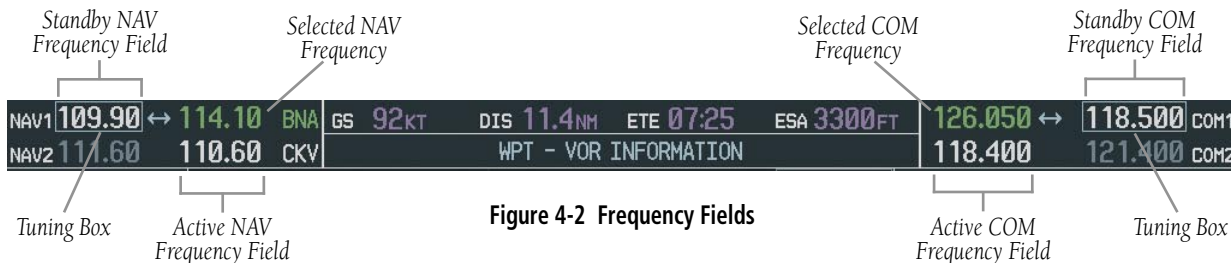 Standby NAV
Frequency Field
Selected NAV
Frequency
Selected COM
Frequency
Standby COM
Frequency Field
NAV1 109.90 ↔ 114.10 BNA GS 92KT DIS 11.4NM ETE 07:25 ESA 3300FT 126.050 ↔ 118.500 COM1
NAV2 111.60 110.60 CKV WPT - VOR INFORMATION 118.400 121.400 COM2
Tuning Box
Active NAV
Frequency Field
Figure 4-2 Frequency Fields
Active COM
Frequency Field
Tuning Box